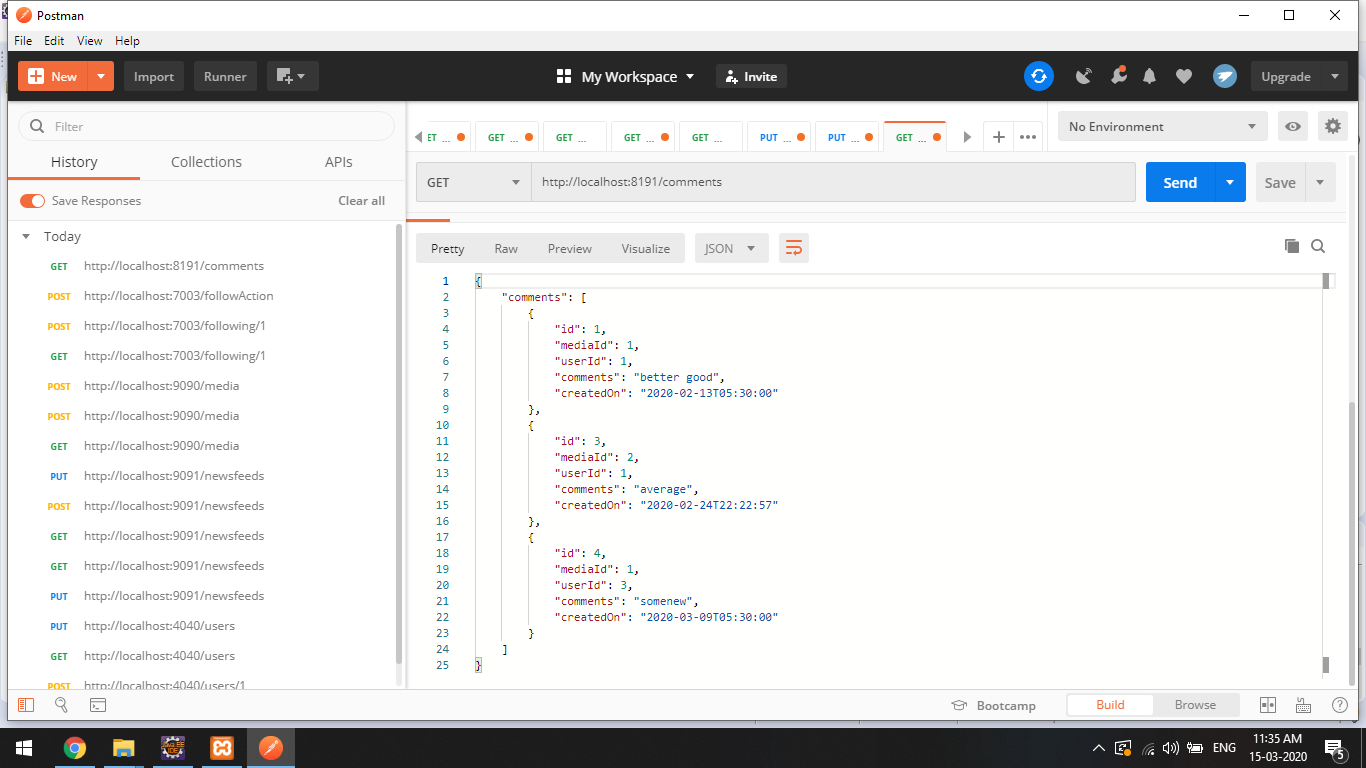 Postman
File Edit View Help
New Import Runner My Workspace Invite Upgrade
Filter
History Collections APIs
Save Responses Clear all
Today
GET http://localhost:8191/comments
POST http://localhost:7003/followAction
POST http://localhost:7003/following/1
GET http://localhost:7003/following/1
POST http://localhost:9090/media
POST http://localhost:9090/media
GET http://localhost:9090/media
PUT http://localhost:9091/newsfeeds
POST http://localhost:9091/newsfeeds
GET http://localhost:9091/newsfeeds
GET http://localhost:9091/newsfeeds
PUT http://localhost:9091/newsfeeds
PUT http://localhost:4040/users
GET http://localhost:4040/users
POST http://localhost:4040/users/1
ET ... GET ... GET ... GET ... GET ... PUT ... PUT ... GET ... No Environment
GET http://localhost:8191/comments Send Save
Pretty Raw Preview Visualize JSON
1 {
2 "comments": [
3 {
4 "id": 1,
5 "mediaId": 1,
6 "userId": 1,
7 "comments": "better good",
8 "createdOn": "2020-02-13T05:30:00"
9 },
10 {
11 "id": 3,
12 "mediaId": 2,
13 "userId": 1,
14 "comments": "average",
15 "createdOn": "2020-02-24T22:22:57"
16 },
17 {
18 "id": 4,
19 "mediaId": 1,
20 "userId": 3,
21 "comments": "somenew",
22 "createdOn": "2020-03-09T05:30:00"
23 }
24 ]
25 }
Bootcamp Build Browse
ENG 11:35 AM
15-03-2020 5